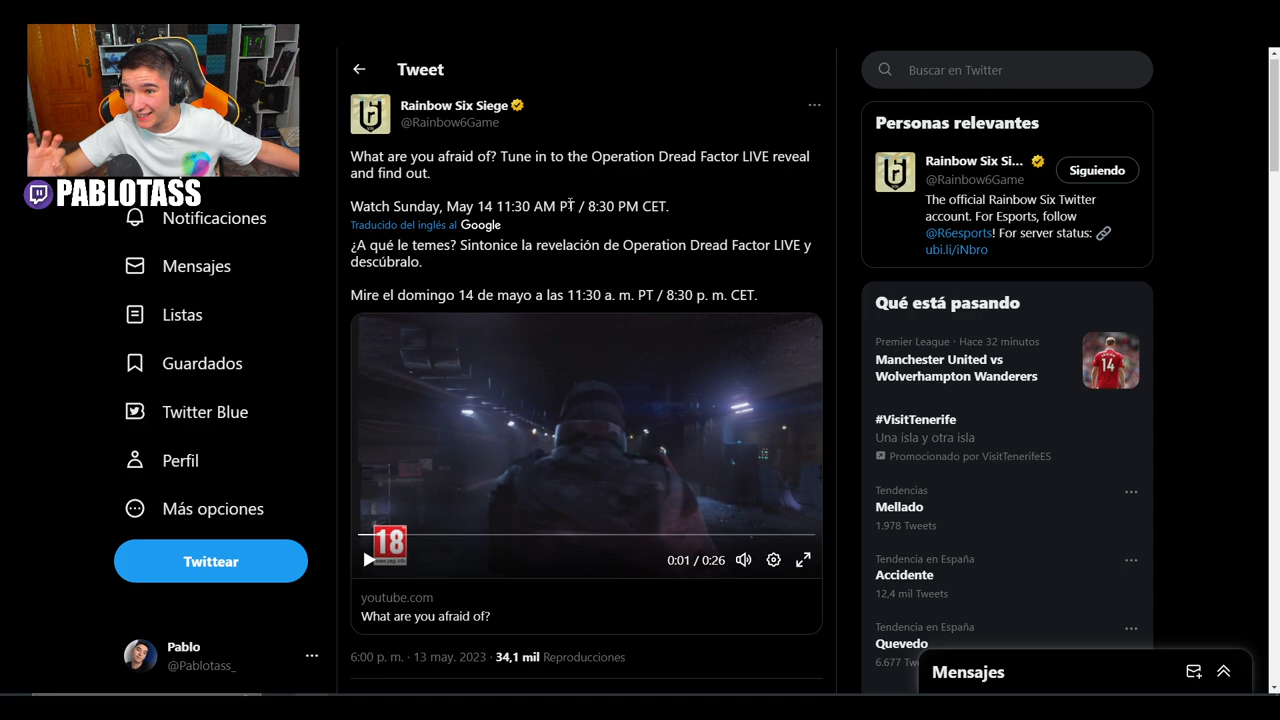 PABLOTASS
Notificaciones
Mensajes
Listas
Guardados
Twitter Blue
Perfil
Más opciones
Twittear
Pablo
@Pablotass_
Tweet
Rainbow Six Siege
@Rainbow6Game
What are you afraid of? Tune in to the Operation Dread Factor LIVE reveal
and find out.
Watch Sunday, May 14 11:30 AM PT / 8:30 PM CET.
Traducido del inglés al Google
¿A qué le temes? Sintonice la revelación de Operation Dread Factor LIVE y
descúbralo.
Mire el domingo 14 de mayo a las 11:30 a. m. PT / 8:30 p. m. CET.
18
www.pegi.info
0:01 / 0:26
youtube.com
What are you afraid of?
6:00 p. m. · 13 may. 2023 · 34,1 mil Reproducciones
Buscar en Twitter
Personas relevantes
Rainbow Six Si...
@Rainbow6Game
Siguiendo
The official Rainbow Six Twitter
account. For Esports, follow
@R6esports! For server status: 🔗
ubi.li/iNbro
Qué está pasando
Premier League · Hace 32 minutos
Manchester United vs
Wolverhampton Wanderers
14
#VisitTenerife
Una isla y otra isla
Promocionado por VisitTenerifeES
Tendencias
Mellado
1.978 Tweets
Tendencia en España
Accidente
12,4 mil Tweets
Tendencia en España
Quevedo
6.677 Tw
Mensajes